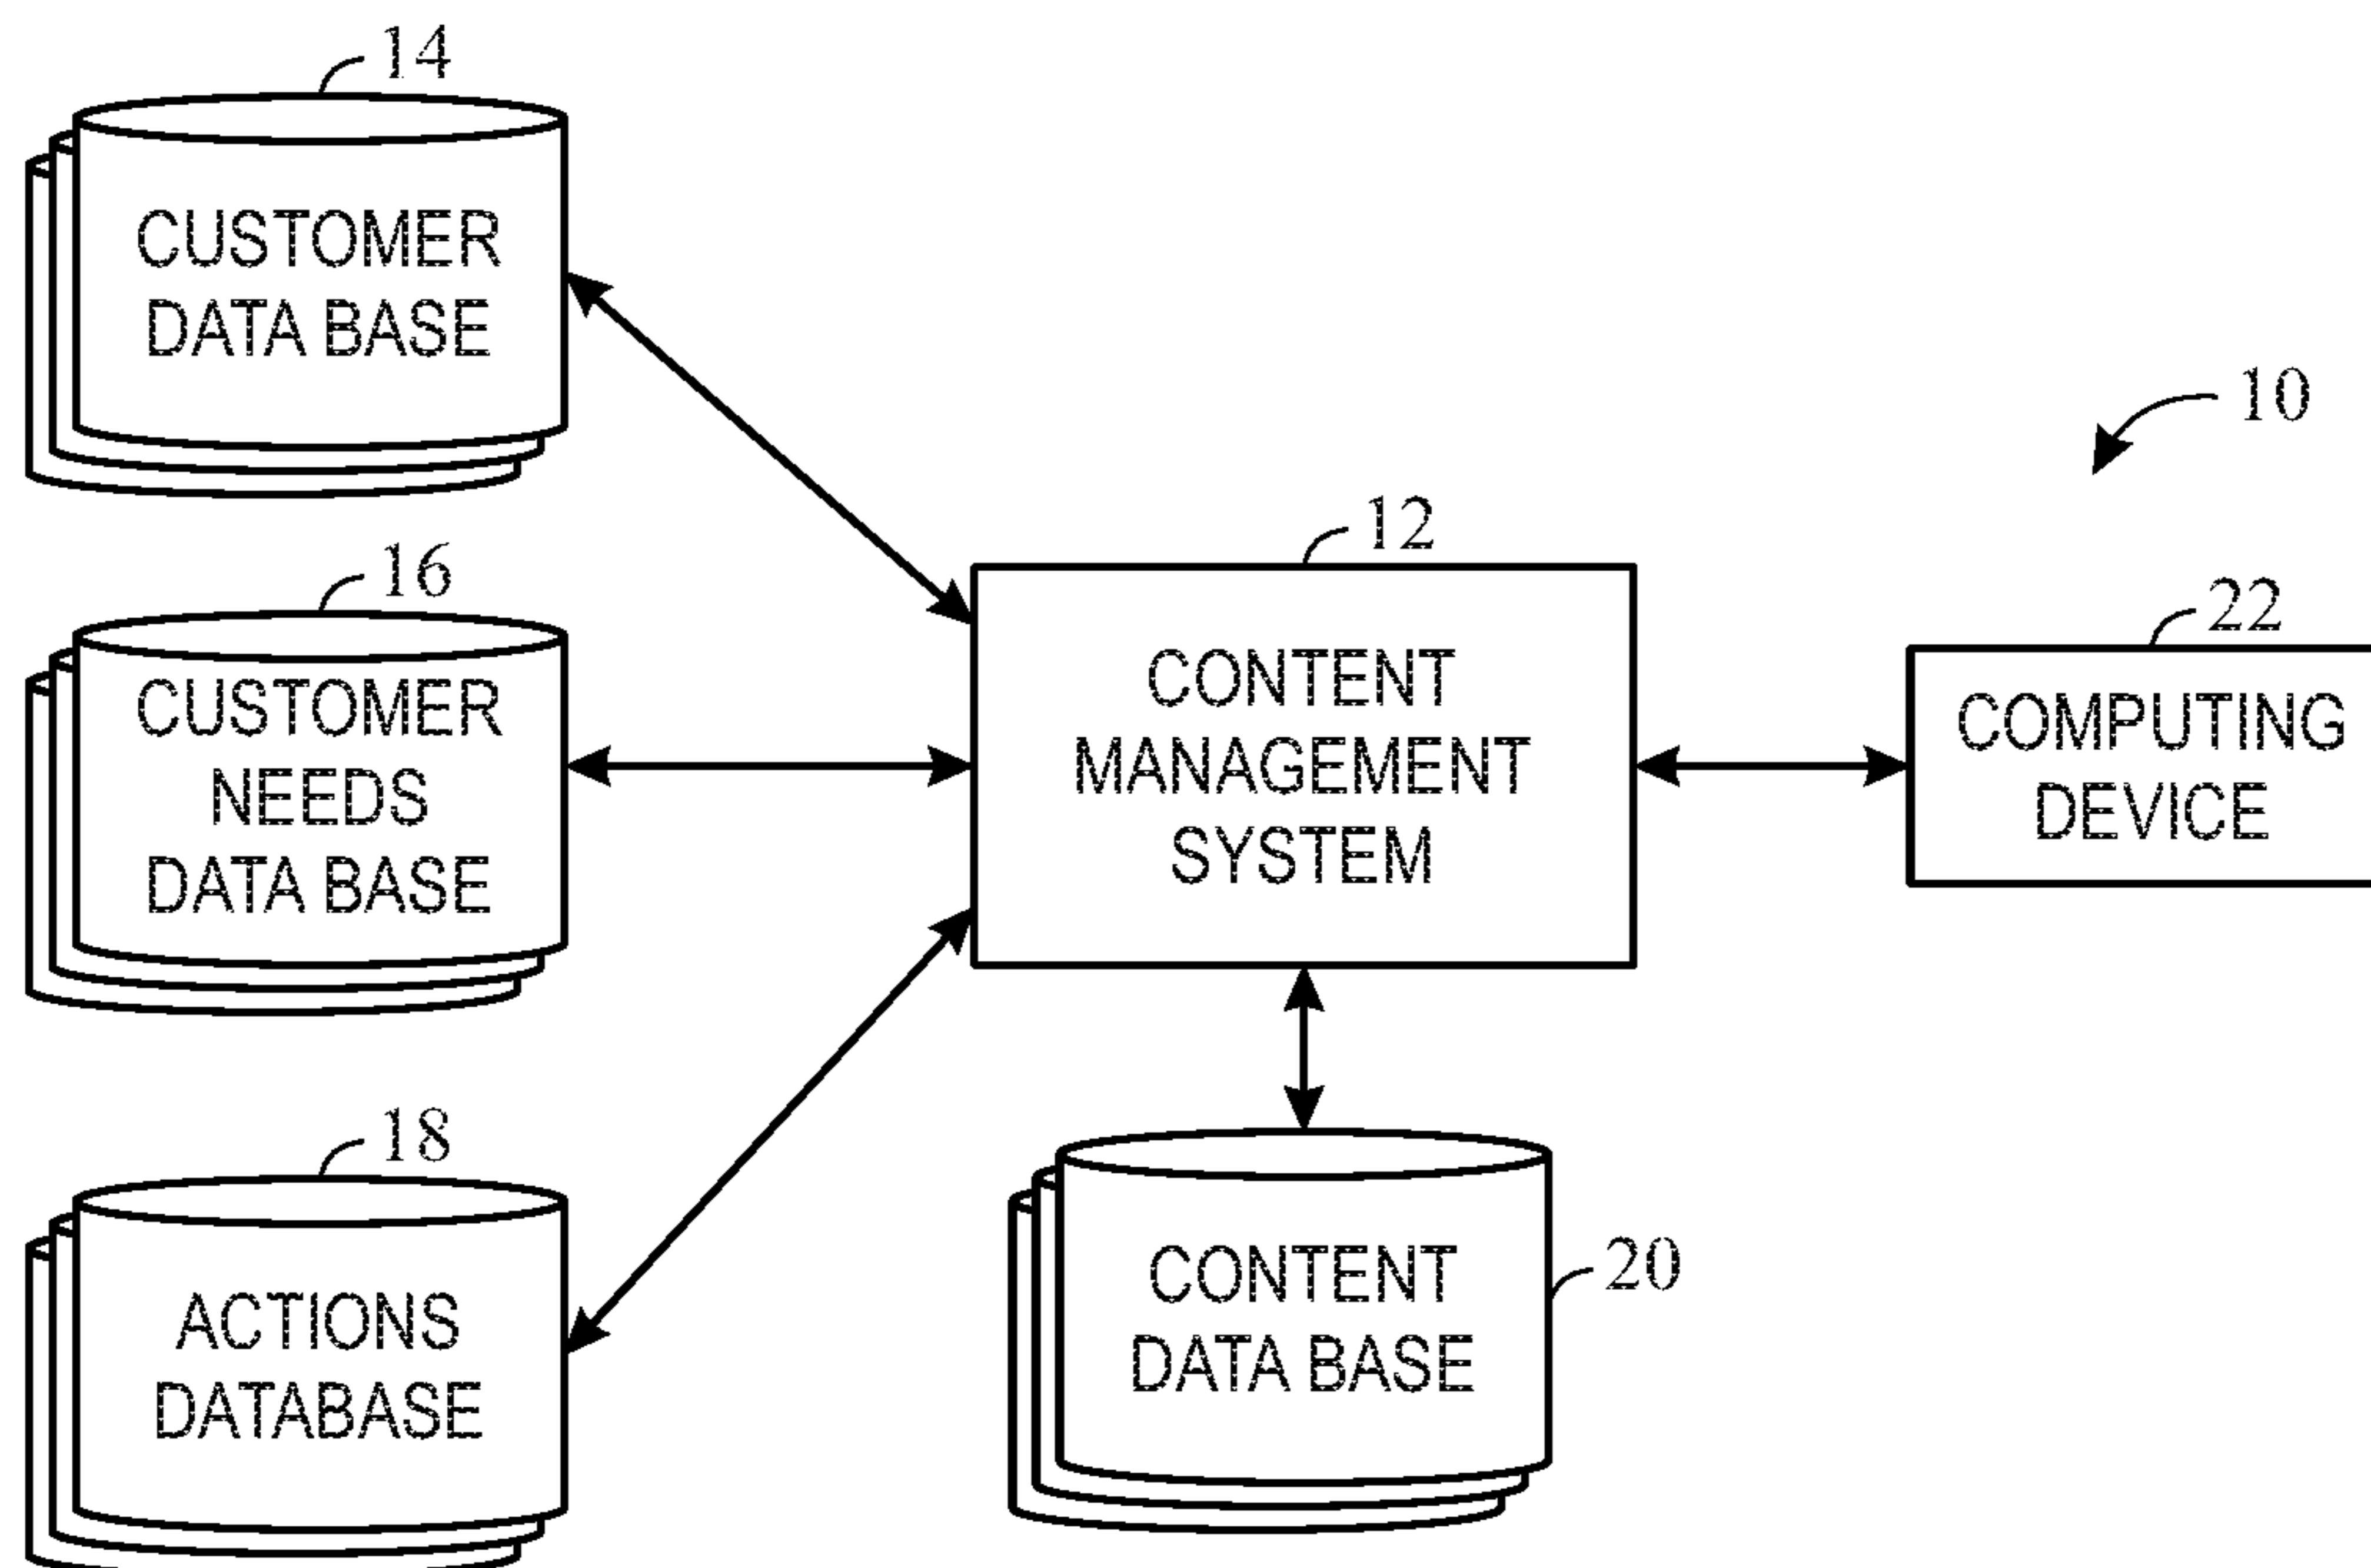 14
CUSTOMER
DATA BASE
10
16
CUSTOMER
NEEDS
DATA BASE
12
CONTENT
MANAGEMENT
SYSTEM
22
COMPUTING
DEVICE
18
ACTIONS
DATABASE
CONTENT
DATA BASE
20